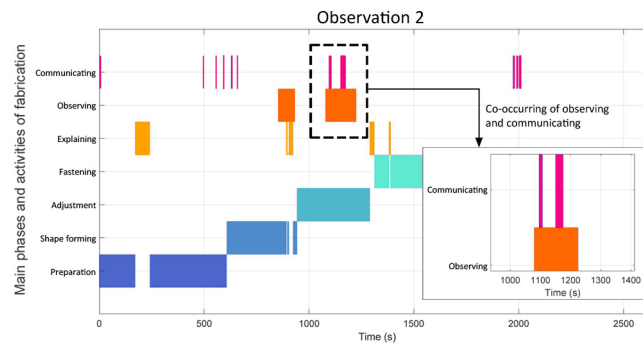 Observation 2
Main phases and activities of fabrication
Communicating
Observing
Explaining
Fastening
Adjustment
Shape forming
Preparation
0 500 1000 1500 2000 2500
Time (s)
Co-occurring of observing
and communicating
Communicating
Observing
1000 1100 1200 1300 1400
Time (s)